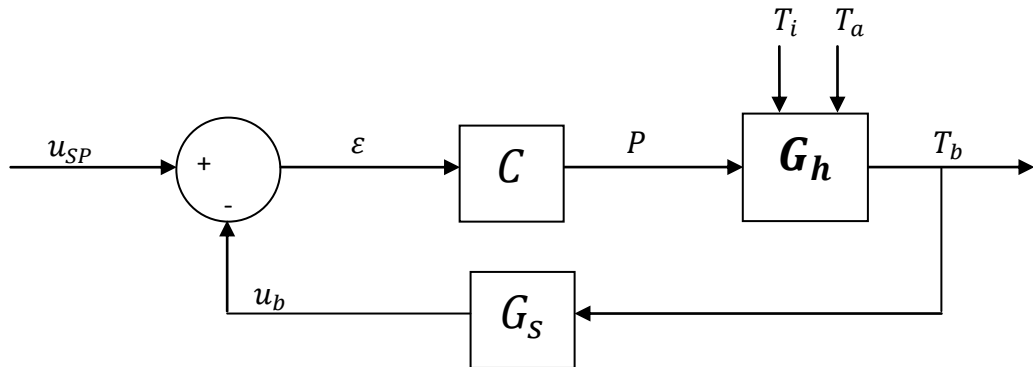 T_i T_a
u_SP + - ε C P G_h T_b
u_b G_s